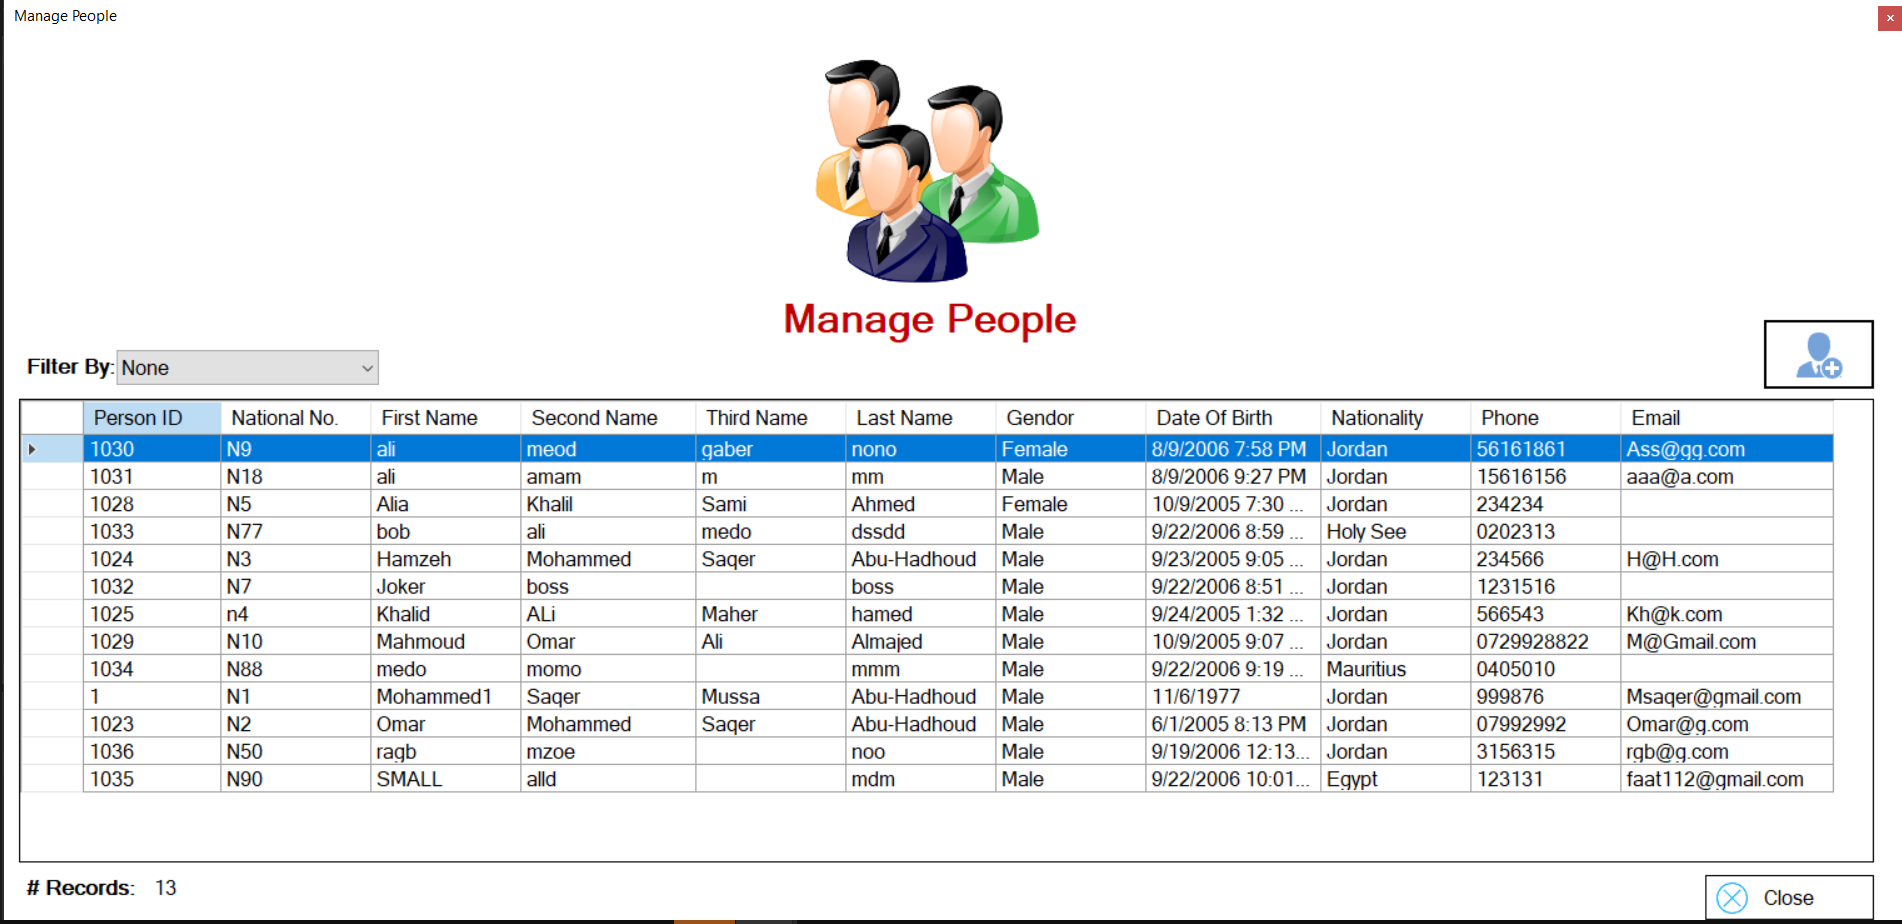 Manage People
Manage People
Filter By: None
Person ID National No. First Name Second Name Third Name Last Name Gendor Date Of Birth Nationality Phone Email
1030 N9 ali meod gaber nono Female 8/9/2006 7:58 PM Jordan 56161861 Ass@gg.com
1031 N18 ali amam m mm Male 8/9/2006 9:27 PM Jordan 15616156 aaa@a.com
1028 N5 Alia Khalil Sami Ahmed Female 10/9/2005 7:30 ... Jordan 234234
1033 N77 bob ali medo dssdd Male 9/22/2006 8:59 ... Holy See 0202313
1024 N3 Hamzeh Mohammed Saqer Abu-Hadhoud Male 9/23/2005 9:05 ... Jordan 234566 H@H.com
1032 N7 Joker boss boss Male 9/22/2006 8:51 ... Jordan 1231516
1025 n4 Khalid ALi Maher hamed Male 9/24/2005 1:32 ... Jordan 566543 Kh@k.com
1029 N10 Mahmoud Omar Ali Almajed Male 10/9/2005 9:07 ... Jordan 0729928822 M@Gmail.com
1034 N88 medo momo mmm Male 9/22/2006 9:19 ... Mauritius 0405010
1 N1 Mohammed1 Saqer Mussa Abu-Hadhoud Male 11/6/1977 Jordan 999876 Msaqer@gmail.com
1023 N2 Omar Mohammed Saqer Abu-Hadhoud Male 6/1/2005 8:13 PM Jordan 07992992 Omar@g.com
1036 N50 ragb mzoe noo Male 9/19/2006 12:13... Jordan 3156315 rgb@g.com
1035 N90 SMALL alld mdm Male 9/22/2006 10:01... Egypt 123131 faat112@gmail.com
# Records: 13
Close